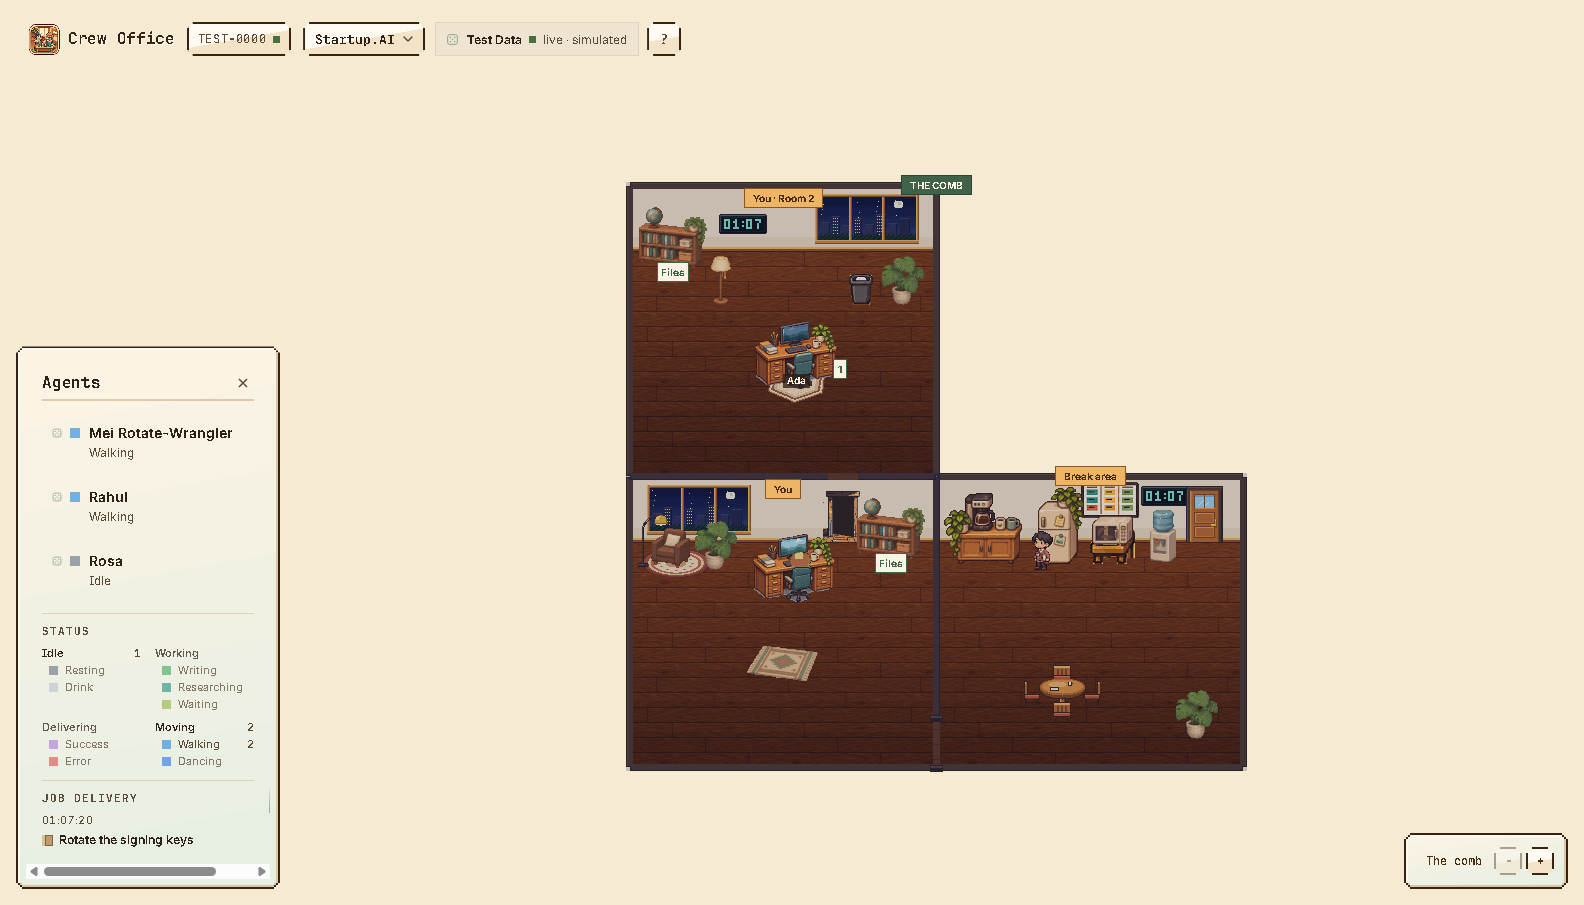 Crew Office
TEST-0000
Startup.AI
Test Data live · simulated
?
THE COMB
You · Room 2
01:07
Files
1
Ada
Agents
Mei Rotate-Wrangler
Walking
Rahul
Walking
Rosa
Idle
STATUS
Idle 1
Resting
Drink
Working
Writing
Researching
Waiting
Delivering
Success
Error
Moving 2
Walking 2
Dancing
JOB DELIVERY
01:07:20
Rotate the signing keys
You
Files
Break area
01:07
The comb - +